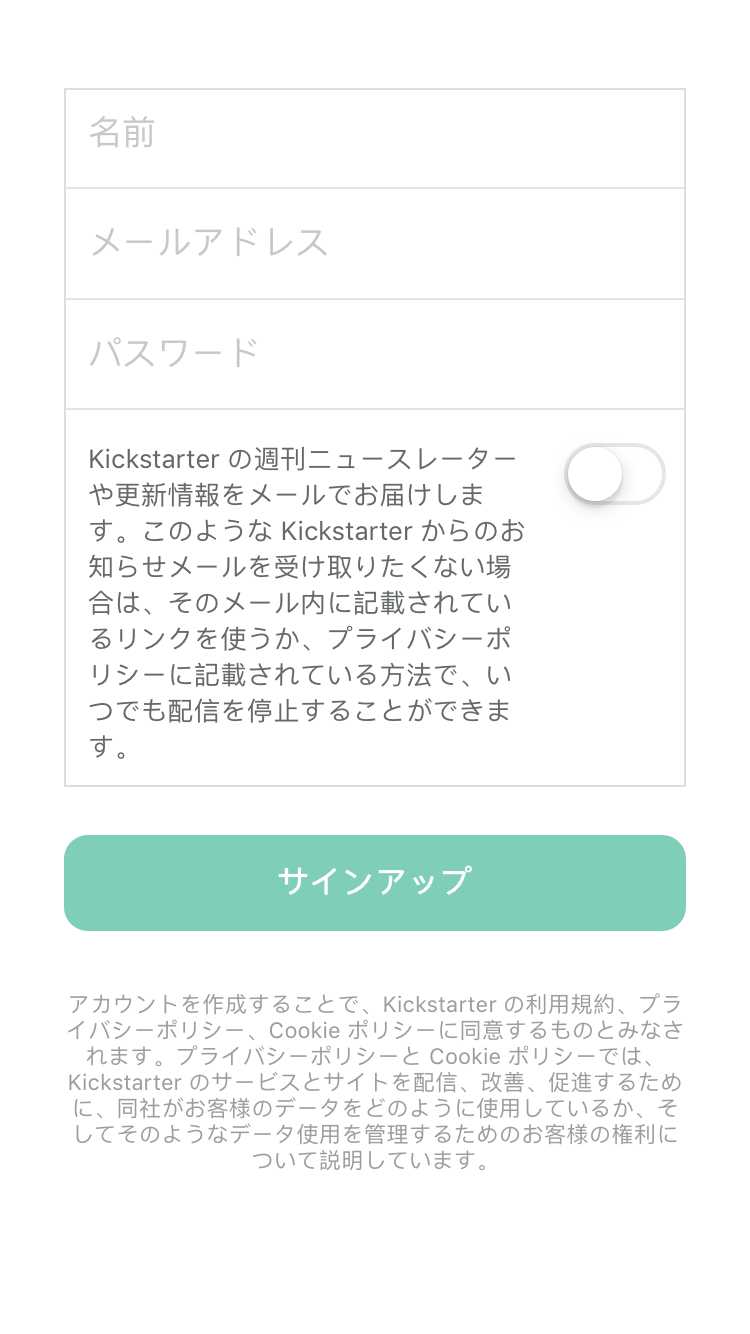 名前
メールアドレス
パスワード
Kickstarter の週刊ニュースレーター
や更新情報をメールでお届けしま
す。このような Kickstarter からのお
知らせメールを受け取りたくない場
合は、そのメール内に記載されてい
るリンクを使うか、プライバシーポ
リシーに記載されている方法で、い
つでも配信を停止することができま
す。
サインアップ
アカウントを作成することで、Kickstarter の利用規約、プラ
イバシーポリシー、Cookie ポリシーに同意するものとみなさ
れます。プライバシーポリシーと Cookie ポリシーでは、
Kickstarter のサービスとサイトを配信、改善、促進するため
に、同社がお客様のデータをどのように使用しているか、そ
してそのようなデータ使用を管理するためのお客様の権利に
ついて説明しています。